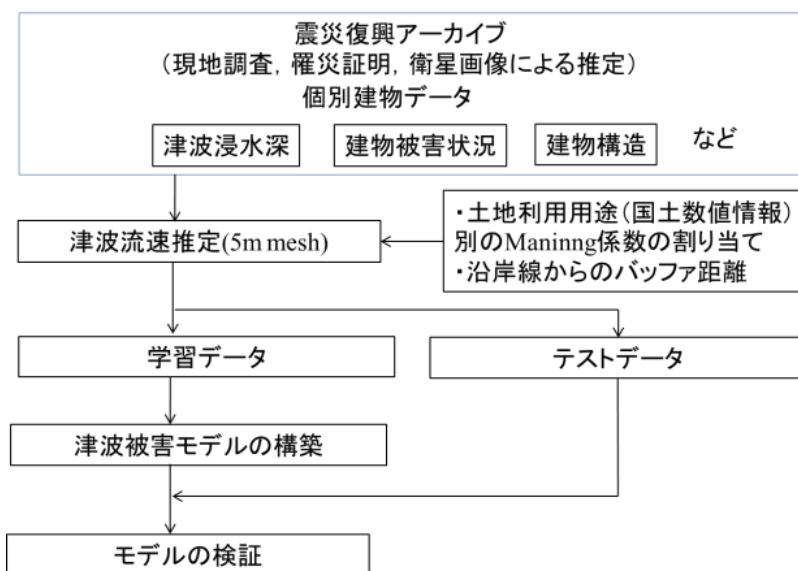 震災復興アーカイブ
（現地調査, 罹災証明, 衛星画像による推定）
個別建物データ
津波浸水深 建物被害状況 建物構造 など
津波流速推定(5m mesh)
・土地利用用途（国土数値情報）
別のManinng係数の割り当て
・沿岸線からのバッファ距離
学習データ
テストデータ
津波被害モデルの構築
モデルの検証